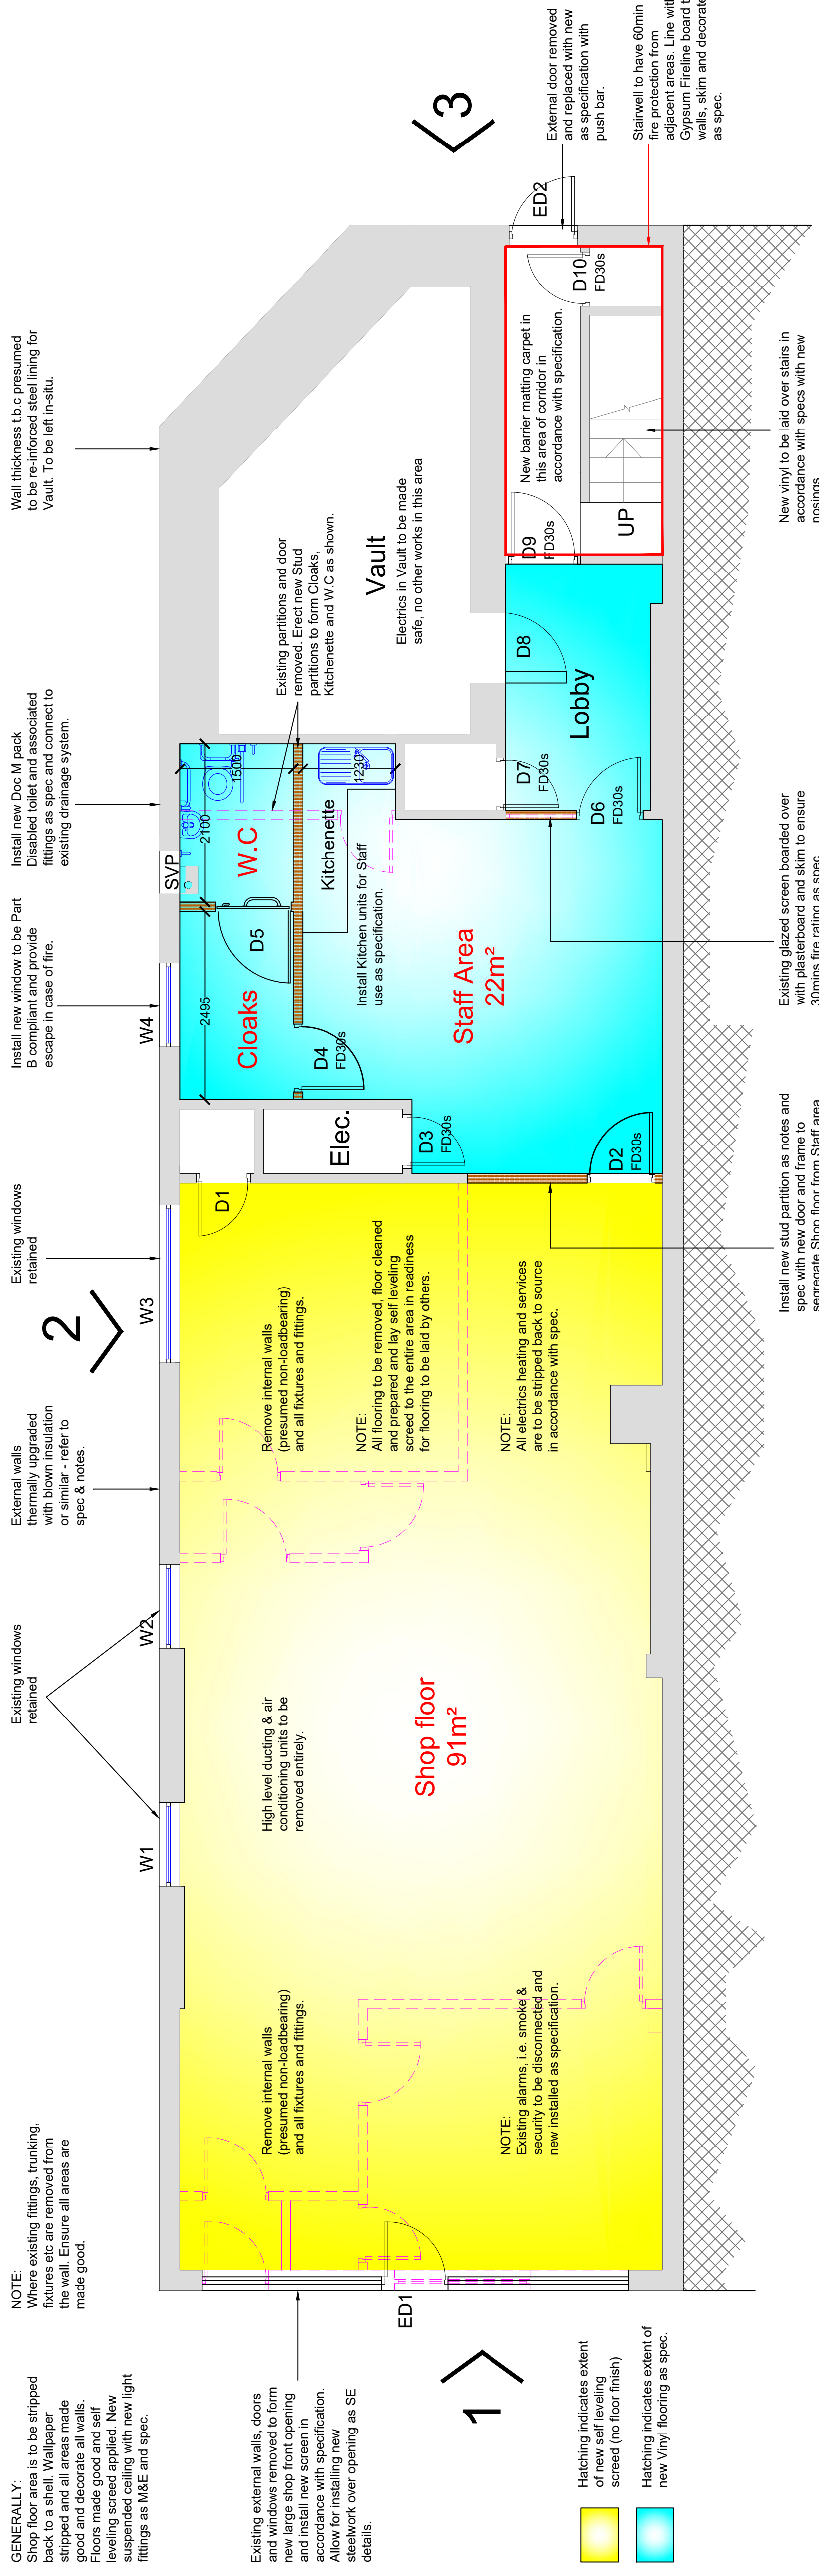 GENERALLY:
Shop floor area is to be stripped
back to a shell. Wallpaper
stripped and all areas made
good and decorate all walls.
Floors made good and self
leveling screed applied. New
suspended ceiling with new light
fittings as M&E and spec.
NOTE:
Where existing fittings, trunking,
fixtures etc are removed from
the wall. Ensure all areas are
made good.
Existing windows
retained
External walls
thermally upgraded
with blown insulation
or similar - refer to
spec & notes.
Existing windows
retained
Install new window to be Part
B compliant and provide
escape in case of fire.
Install new Doc M pack
Disabled toilet and associated
fittings as spec and connect to
existing drainage system.
Wall thickness t.b.c presumed
to be re-inforced steel lining for
Vault. To be left in-situ.
2
W1
W2
W3
W4
SVP
Existing external walls, doors
and windows removed to form
new large shop front opening
and install new screen in
accordance with specification.
Allow for installing new
steelwork over opening as SE
details.
Remove internal walls
(presumed non-loadbearing)
and all fixtures and fittings.
High level ducting & air
conditioning units to be
removed entirely.
Remove internal walls
(presumed non-loadbearing)
and all fixtures and fittings.
D1
2495
2100
1500
Cloaks
D5
W.C
Elec.
D4
FD30s
Kitchenette
1230
Existing partitions and door
removed. Erect new Stud
partitions to form Cloaks,
Kitchenette and W.C as shown.
Install Kitchen units for Staff
use as specification.
Vault
Electrics in Vault to be made
safe, no other works in this area
3
ED1
NOTE:
All flooring to be removed, floor cleaned
and prepared and lay self leveling
screed to the entire area in readiness
for flooring to be laid by others.
D3
FD30s
Shop floor
91m²
Staff Area
22m²
1
NOTE:
Existing alarms, i.e. smoke &
security to be disconnected and
new installed as specification.
NOTE:
All electrics heating and services
are to be stripped back to source
in accordance with spec.
D2
FD30s
D7
FD30s
D8
D6
FD30s
Lobby
D9
FD30s
New barrier matting carpet in
this area of corridor in
accordance with specification.
UP
D10
FD30s
ED2
External door removed
and replaced with new
as specification with
push bar.
Stairwell to have 60min
fire protection from
adjacent areas. Line with
Gypsum Fireline board
walls, skim and decorate
as spec.
Hatching indicates extent
of new self leveling
screed (no floor finish)
Hatching indicates extent of
new Vinyl flooring as spec.
Install new stud partition as notes and
spec with new door and frame to
segregate Shop floor from Staff area
Existing glazed screen boarded over
with plasterboard and skim to ensure
30mins fire rating as spec
New vinyl to be laid over stairs in
accordance with specs with new
nosings